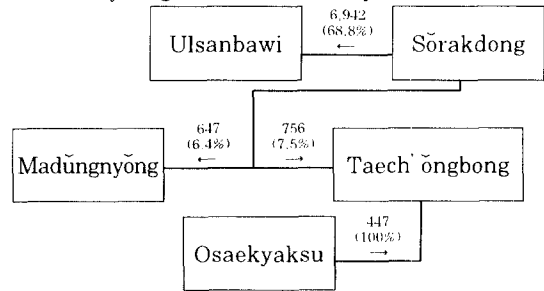 6,942
(68.8%)
←
Ulsanbawi
Sŏrakdong
647
(6.4%)
←
756
(7.5%)
→
Madŭngnyŏng
Taech'ŏngbong
447
(100%)
→
Osaekyaksu